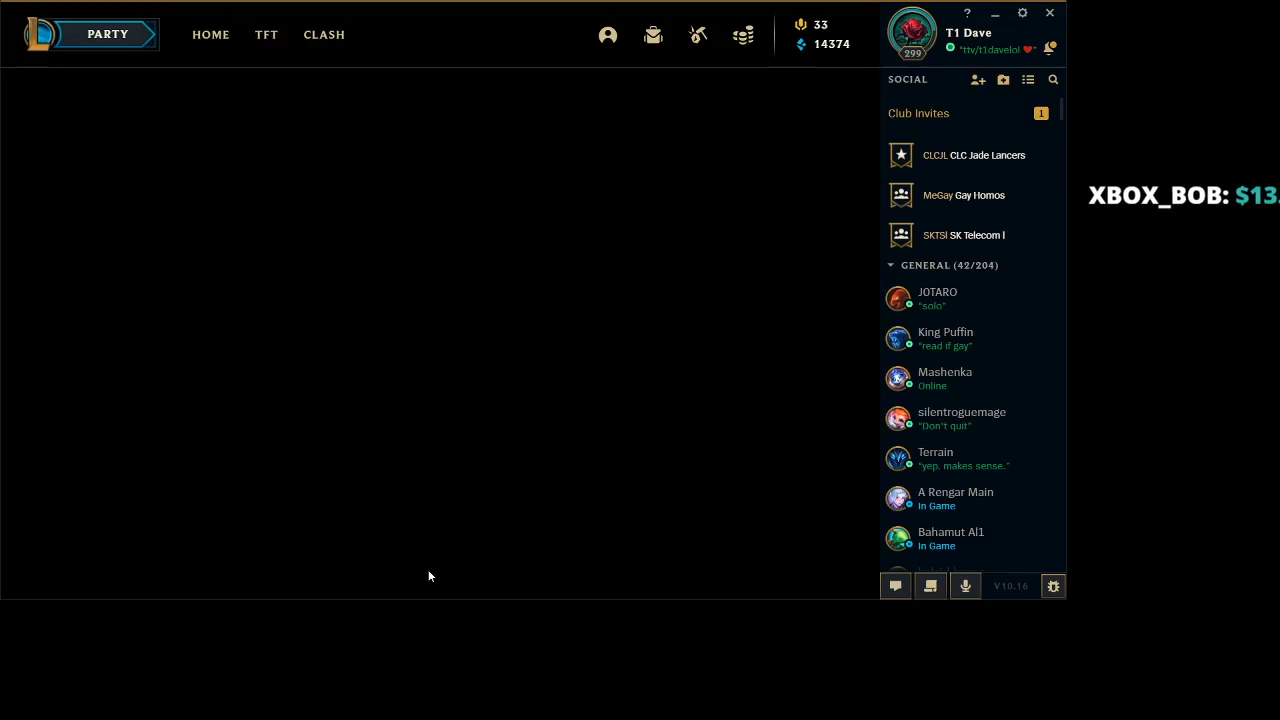 PARTY
HOME
TFT
CLASH
33
14374
?
299
T1 Dave
"ttv/t1davelol ❤"
SOCIAL
Club Invites
1
CLCJL CLC Jade Lancers
MeGay Gay Homos
SKTSl SK Telecom l
GENERAL (42/204)
JOTARO
"solo"
King Puffin
"read if gay"
Mashenka
Online
silentroguemage
"Don't quit"
Terrain
"yep. makes sense."
A Rengar Main
In Game
Bahamut Al1
In Game
V10.16
XBOX_BOB: $13.